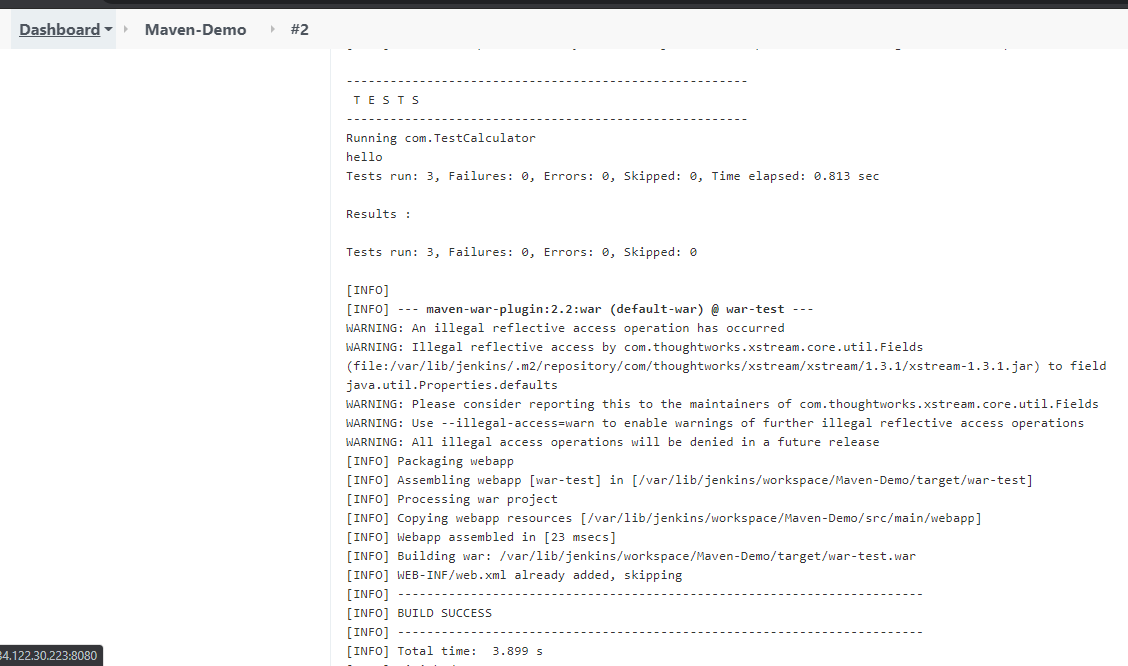 Dashboard Maven-Demo #2
----------------------------------------------------
T E S T S
----------------------------------------------------
Running com.TestCalculator
hello
Tests run: 3, Failures: 0, Errors: 0, Skipped: 0, Time elapsed: 0.813 sec
Results :
Tests run: 3, Failures: 0, Errors: 0, Skipped: 0
[INFO]
[INFO] --- maven-war-plugin:2.2:war (default-war) @ war-test ---
WARNING: An illegal reflective access operation has occurred
WARNING: Illegal reflective access by com.thoughtworks.xstream.core.util.Fields
(file:/var/lib/jenkins/.m2/repository/com/thoughtworks/xstream/xstream/1.3.1/xstream-1.3.1.jar) to field
java.util.Properties.defaults
WARNING: Please consider reporting this to the maintainers of com.thoughtworks.xstream.core.util.Fields
WARNING: Use --illegal-access=warn to enable warnings of further illegal reflective access operations
WARNING: All illegal access operations will be denied in a future release
[INFO] Packaging webapp
[INFO] Assembling webapp [war-test] in [/var/lib/jenkins/workspace/Maven-Demo/target/war-test]
[INFO] Processing war project
[INFO] Copying webapp resources [/var/lib/jenkins/workspace/Maven-Demo/src/main/webapp]
[INFO] Webapp assembled in [23 msecs]
[INFO] Building war: /var/lib/jenkins/workspace/Maven-Demo/target/war-test.war
[INFO] WEB-INF/web.xml already added, skipping
[INFO] ------------------------------------------------------------------------
[INFO] BUILD SUCCESS
[INFO] ------------------------------------------------------------------------
[INFO] Total time:  3.899 s
4.122.30.223:8080